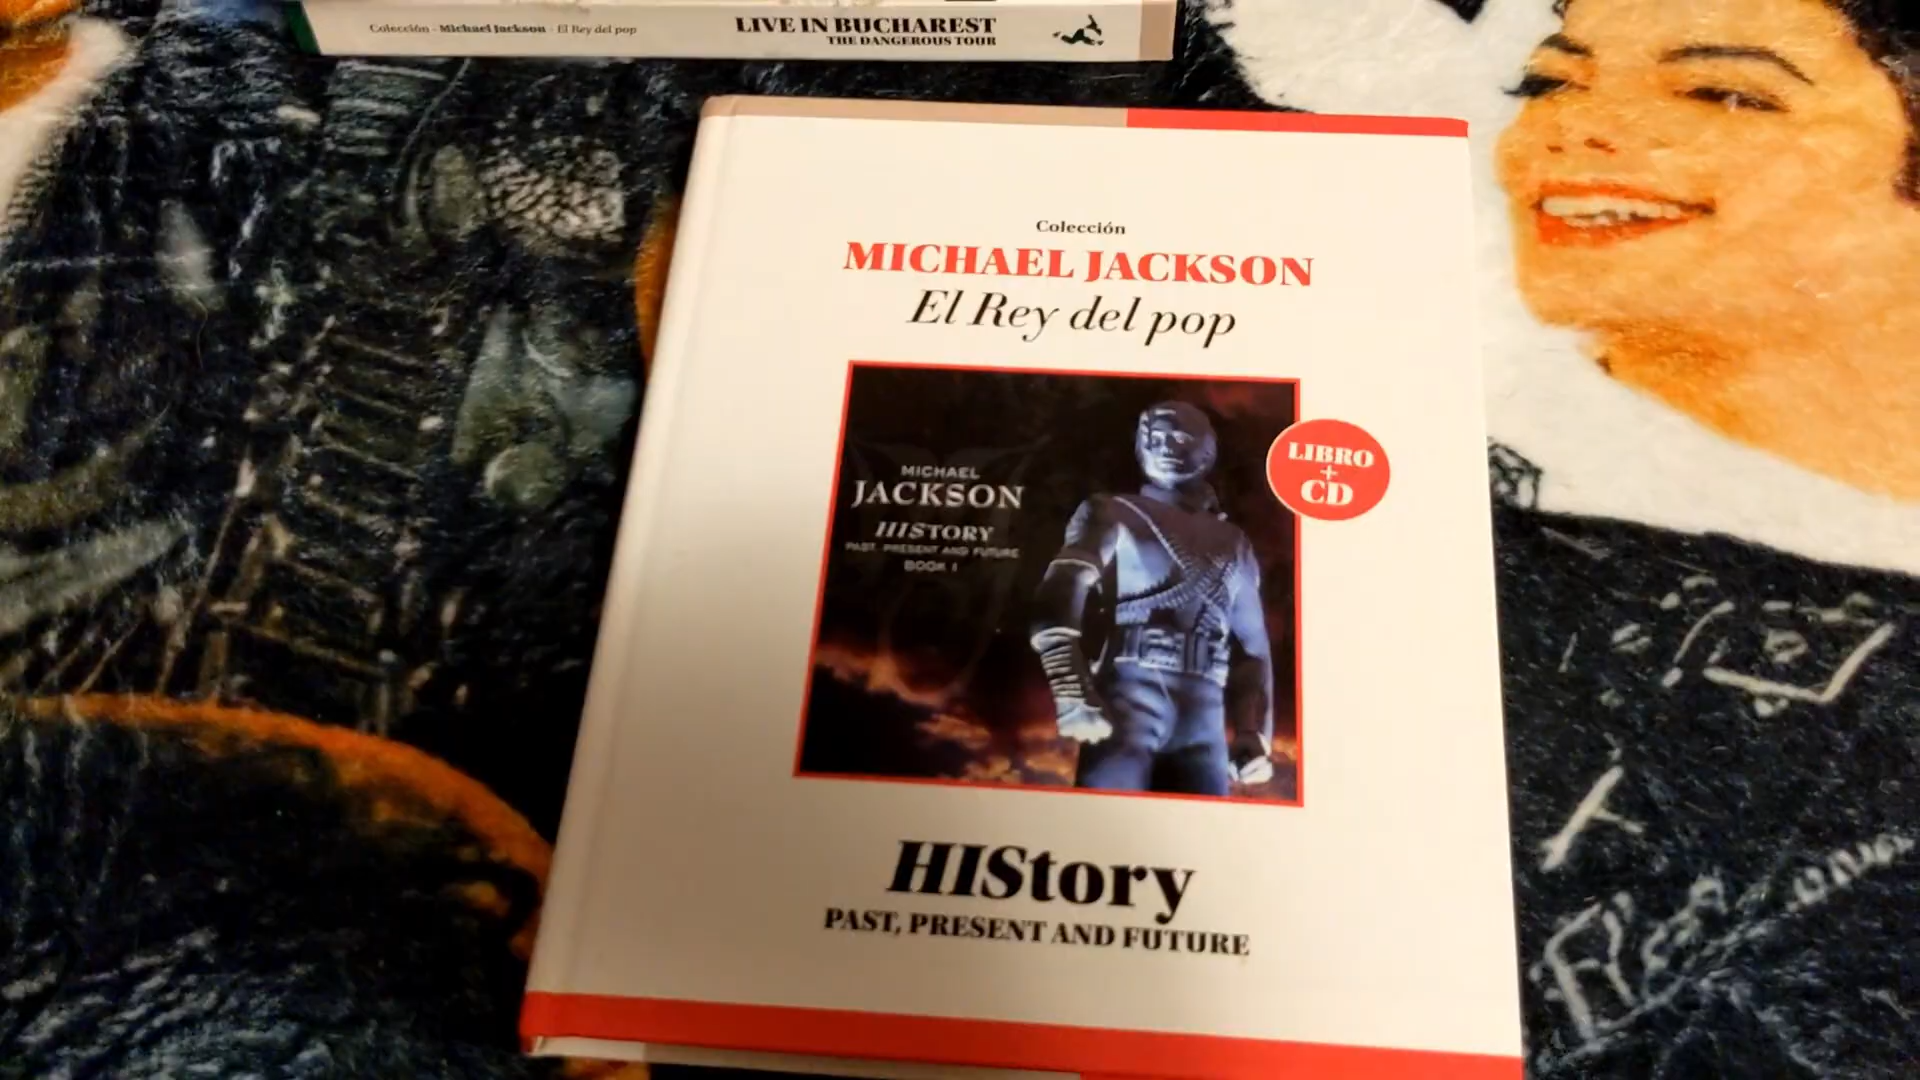 Colección - Michael Jackson - El Rey del pop
LIVE IN BUCHAREST
THE DANGEROUS TOUR
Colección
MICHAEL JACKSON
El Rey del pop
MICHAEL
JACKSON
HISTORY
PAST, PRESENT AND FUTURE
BOOK I
LIBRO
+
CD
HIStory
PAST, PRESENT AND FUTURE